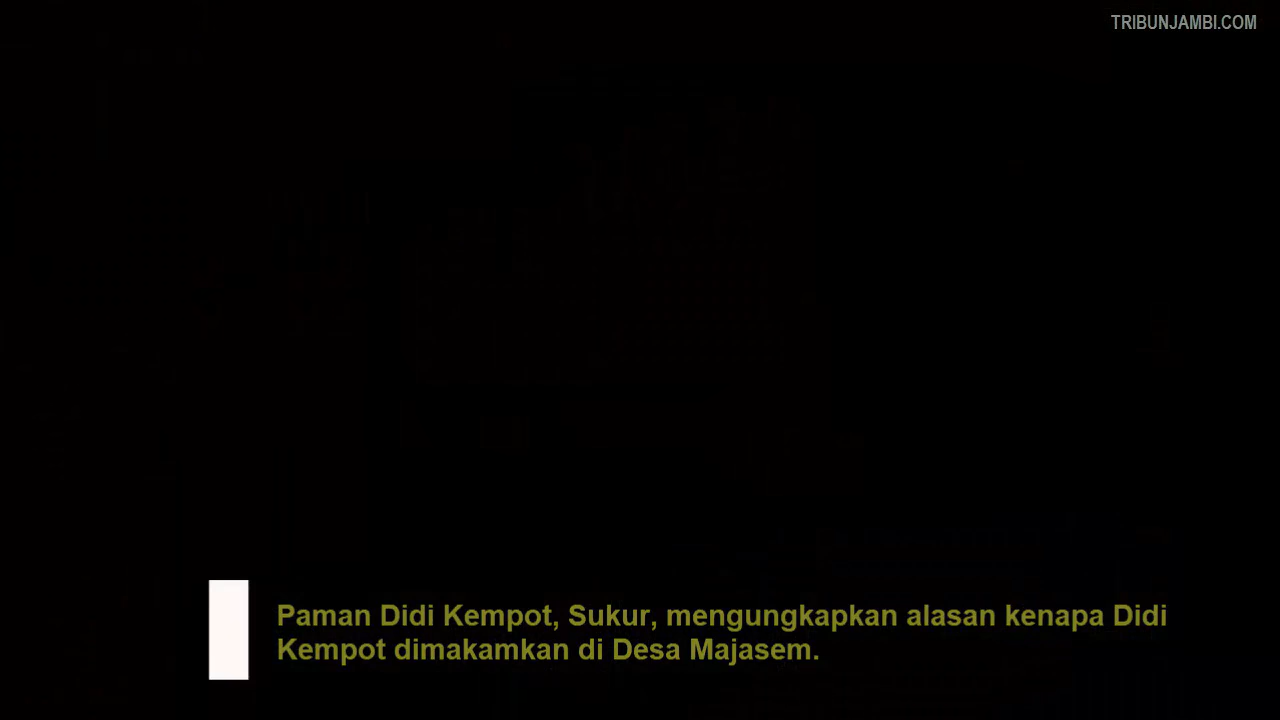 TRIBUNJAMBI.COM
Paman Didi Kempot, Sukur, mengungkapkan alasan kenapa Didi
Kempot dimakamkan di Desa Majasem.